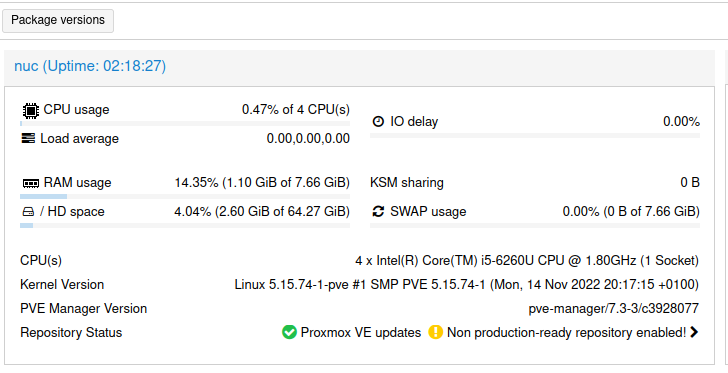 Package versions
nuc (Uptime: 02:18:27)
CPU usage 0.47% of 4 CPU(s)
IO delay 0.00%
Load average 0.00,0.00,0.00
RAM usage 14.35% (1.10 GiB of 7.66 GiB)
KSM sharing 0 B
/ HD space 4.04% (2.60 GiB of 64.27 GiB)
SWAP usage 0.00% (0 B of 7.66 GiB)
CPU(s) 4 x Intel(R) Core(TM) i5-6260U CPU @ 1.80GHz (1 Socket)
Kernel Version Linux 5.15.74-1-pve #1 SMP PVE 5.15.74-1 (Mon, 14 Nov 2022 20:17:15 +0100)
PVE Manager Version pve-manager/7.3-3/c3928077
Repository Status Proxmox VE updates Non production-ready repository enabled!